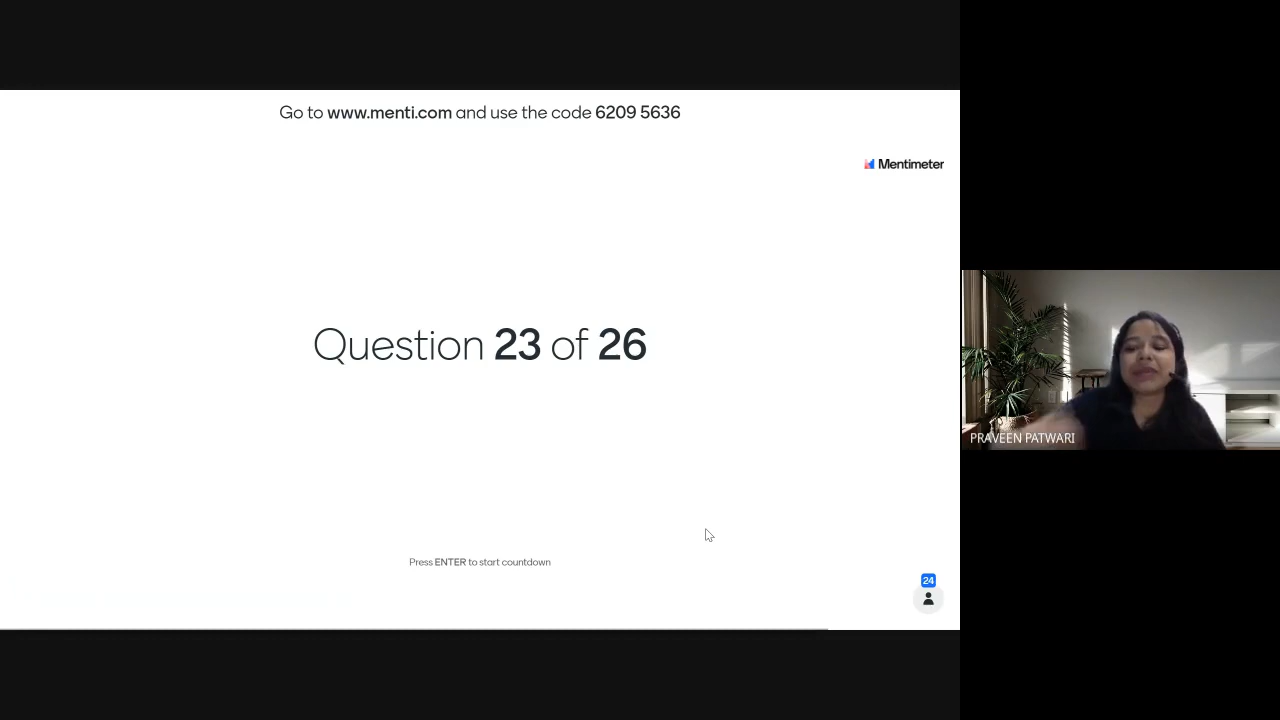 Go to www.menti.com and use the code 6209 5636
Mentimeter
Question 23 of 26
PRAVEEN PATWARI
Press ENTER to start countdown
24